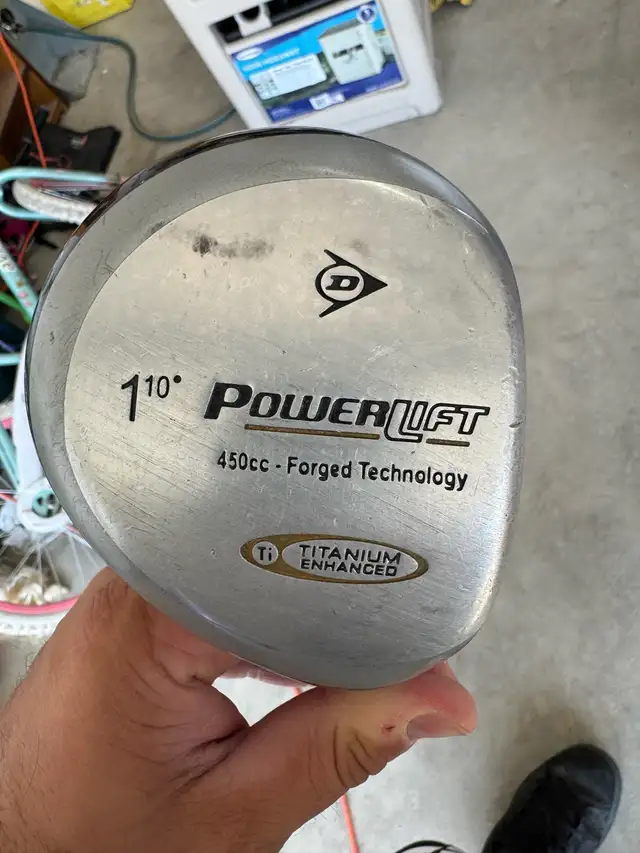 D
1 10°
POWERLIFT
450cc - Forged Technology
Ti TITANIUM
ENHANCED